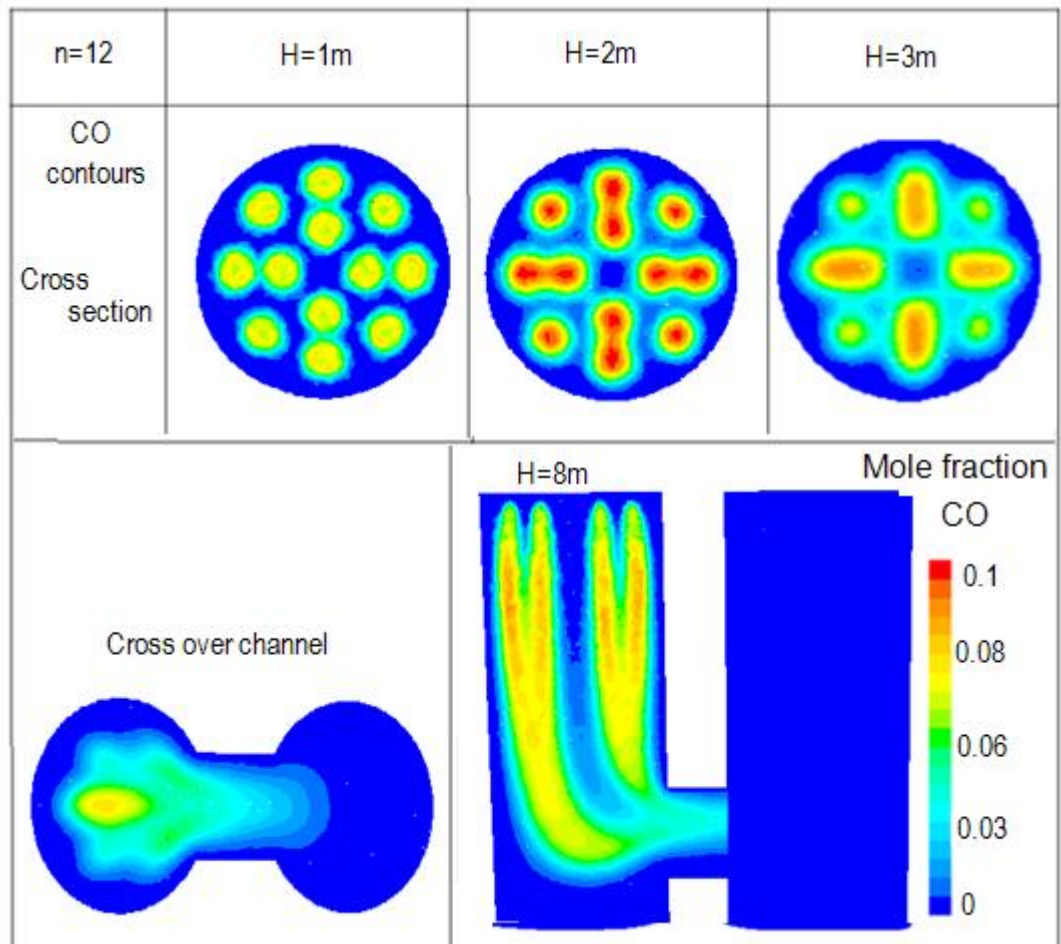 n=12
H=1m
H=2m
H=3m
CO
contours
Cross
section
H=8m
Mole fraction
CO
Cross over channel
0.1
0.08
0.06
0.03
0